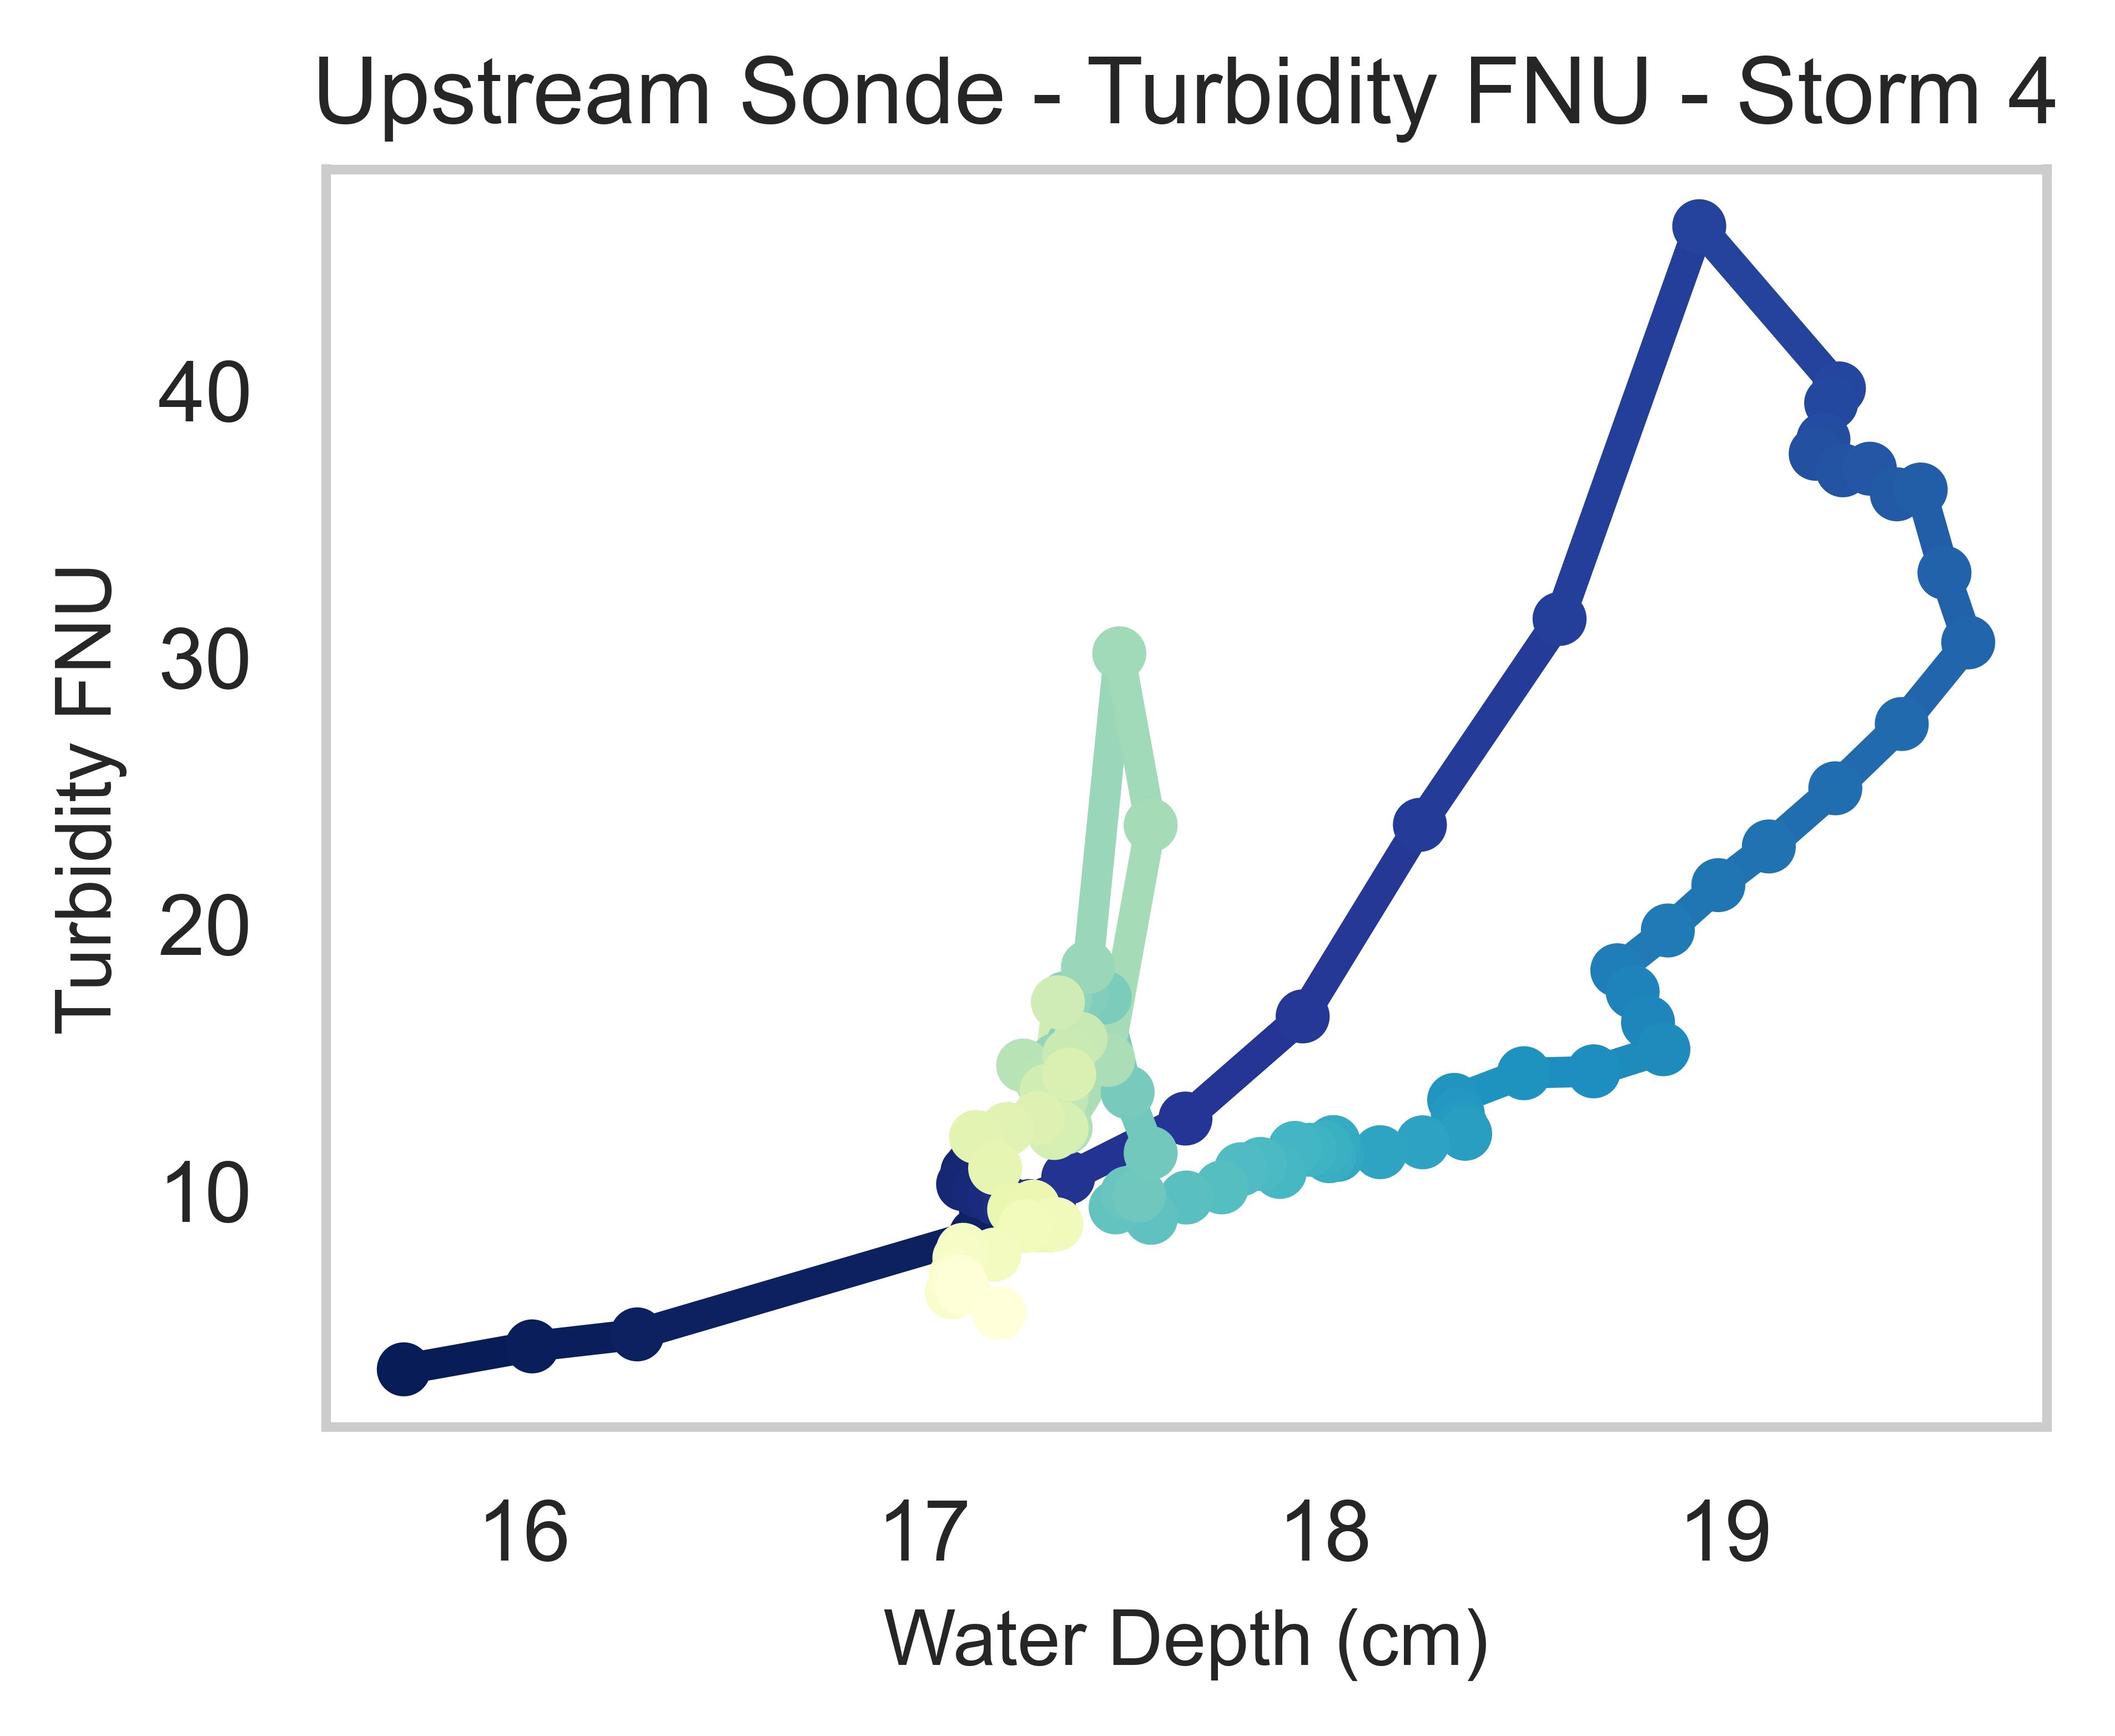 Upstream Sonde - Turbidity FNU - Storm 4
Turbidity FNU
40
30
20
10
16 17 18 19
Water Depth (cm)